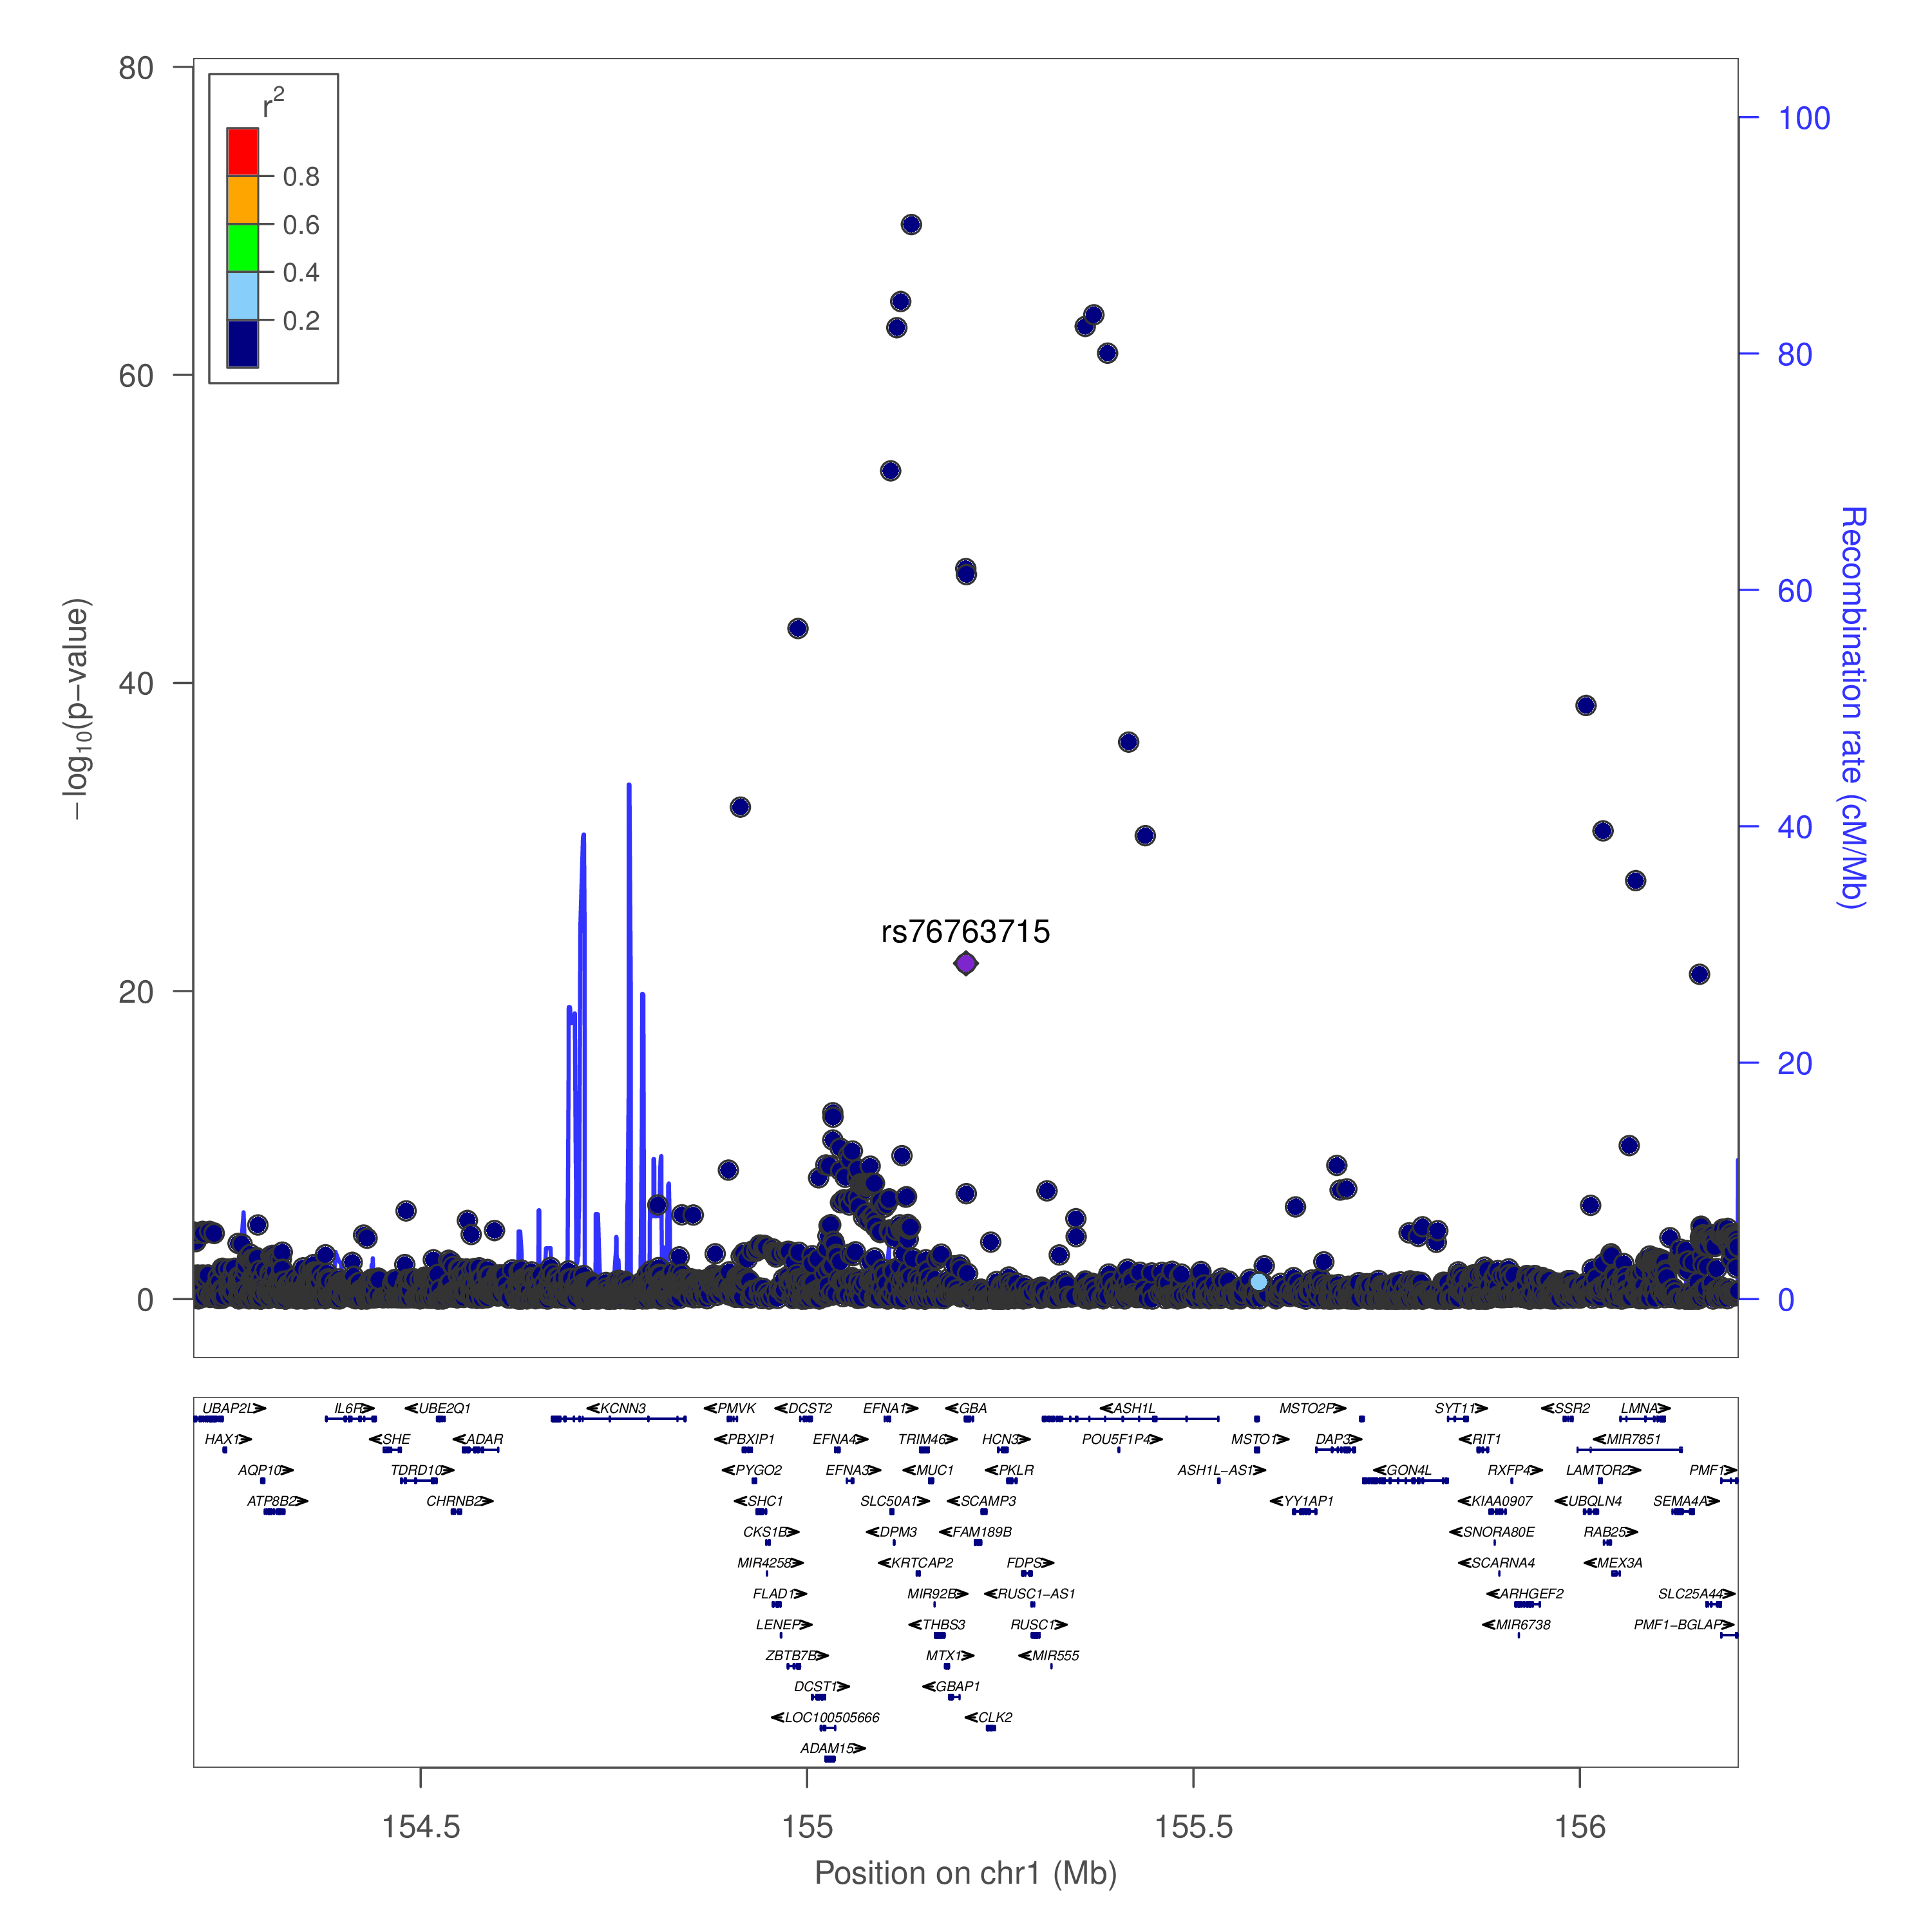 80
60
40
20
0
−log10(p−value)
r2
0.8
0.6
0.4
0.2
100
80
60
40
20
0
Recombination rate (cM/Mb)
rs76763715
UBAP2L IL6R UBE2Q1 KCNN3 PMVK DCST2 EFNA1 GBA ASH1L MSTO2P SYT11 SSR2 LMNA
HAX1 SHE ADAR PBXIP1 EFNA4 TRIM46 HCN3 POU5F1P4 MSTO1 DAP3 RIT1 MIR7851
AQP10 TDRD10 PYGO2 EFNA3 MUC1 PKLR ASH1L−AS1 GON4L RXFP4 LAMTOR2 PMF1
ATP8B2 CHRNB2 SHC1 SLC50A1 SCAMP3 YY1AP1 KIAA0907 UBQLN4 SEMA4A
CKS1B DPM3 FAM189B SNORA80E RAB25
MIR4258 KRTCAP2 FDPS SCARNA4 MEX3A
FLAD1 MIR92B RUSC1−AS1 ARHGEF2 SLC25A44
LENEP THBS3 RUSC1 MIR6738 PMF1−BGLAP
ZBTB7B MTX1 MIR555
DCST1 GBAP1
LOC100505666 CLK2
ADAM15
154.5 155 155.5 156
Position on chr1 (Mb)